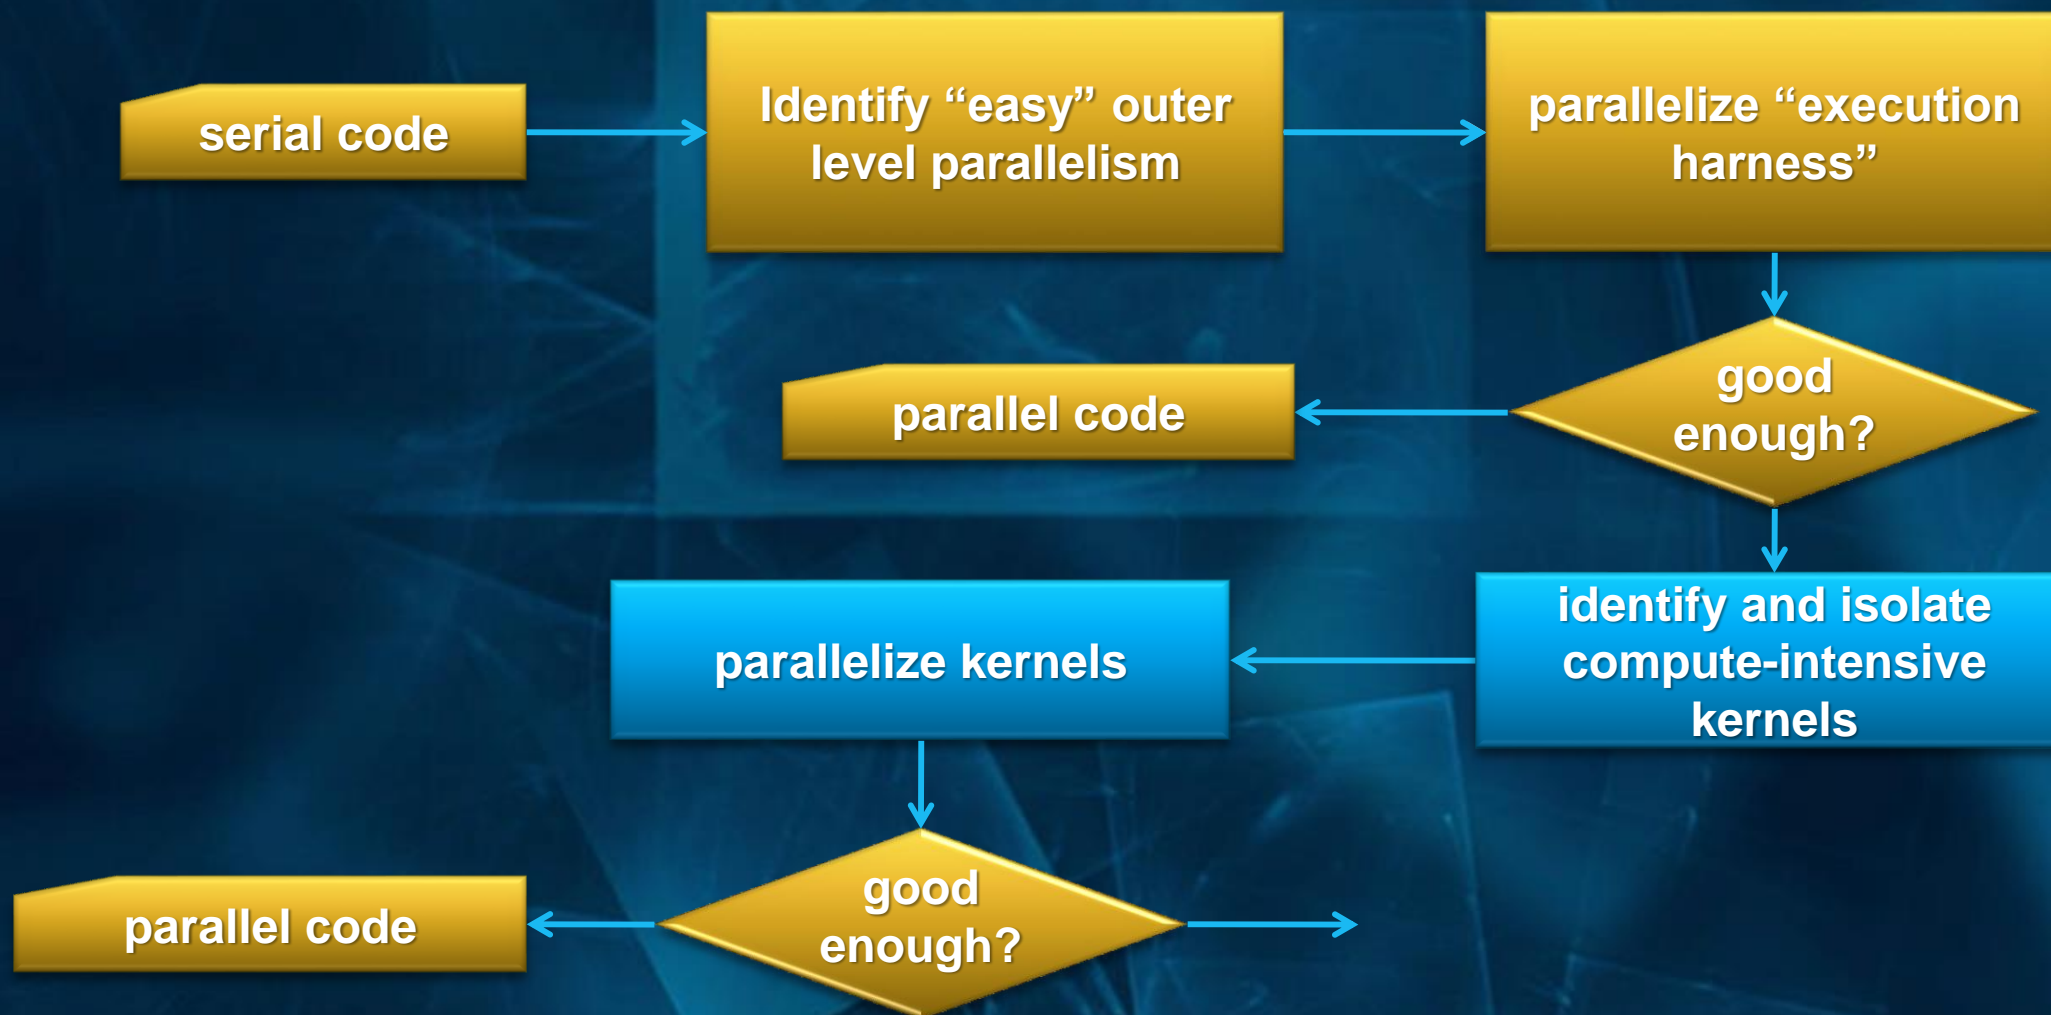 serial code
Identify “easy” outer
level parallelism
parallelize “execution
harness”
good
enough?
parallel code
identify and isolate
compute-intensive
kernels
parallelize kernels
good
enough?
parallel code